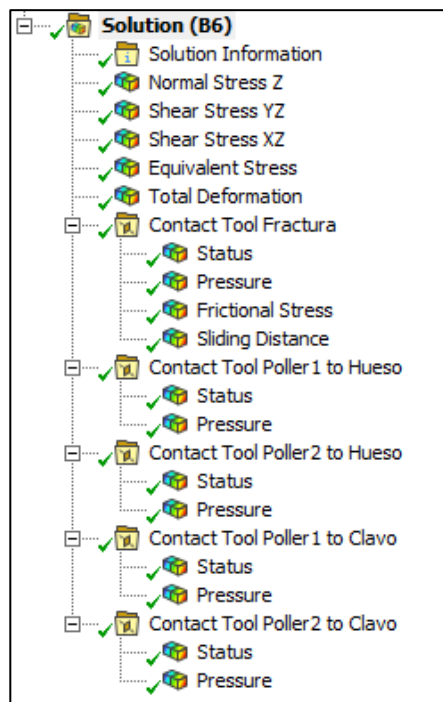 Solution (B6)
Solution Information
Normal Stress Z
Shear Stress YZ
Shear Stress XZ
Equivalent Stress
Total Deformation
Contact Tool Fractura
Status
Pressure
Frictional Stress
Sliding Distance
Contact Tool Poller1 to Hueso
Status
Pressure
Contact Tool Poller2 to Hueso
Status
Pressure
Contact Tool Poller1 to Clavo
Status
Pressure
Contact Tool Poller2 to Clavo
Status
Pressure